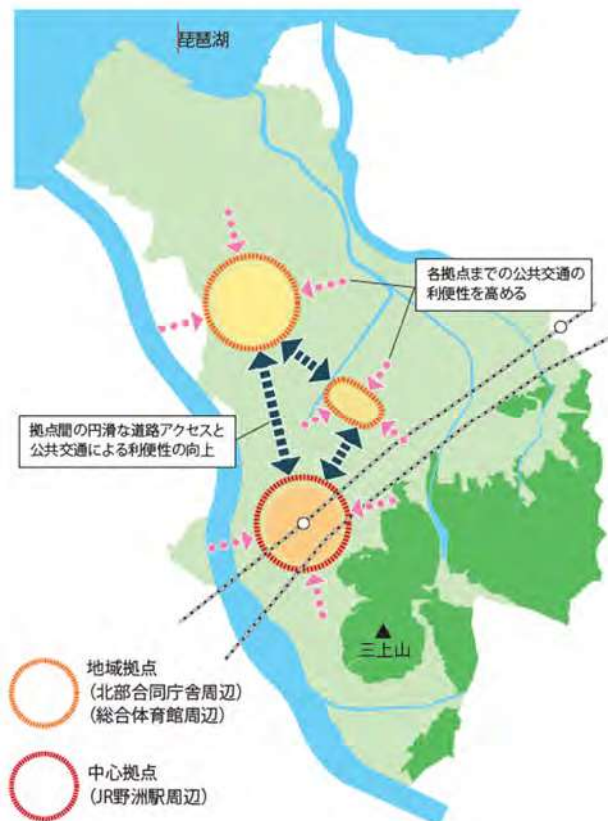 琵琶湖
各拠点までの公共交通の
利便性を高める
拠点間の円滑な道路アクセスと
公共交通による利便性の向上
三上山
地域拠点
(北部合同庁舎周辺)
(総合体育館周辺)
中心拠点
(JR野洲駅周辺)